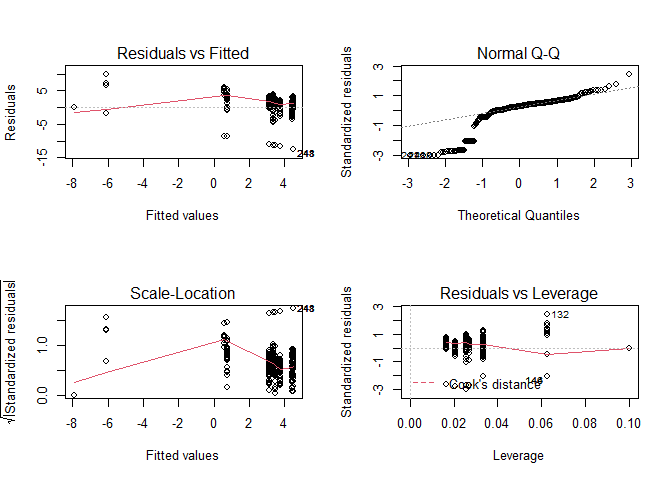 Residuals vs Fitted
Residuals
5
-5
-15
-8 -6 -4 -2 0 2 4
Fitted values
Normal Q-Q
Standardized residuals
3
1
-1
-3
-3 -2 -1 0 1 2 3
Theoretical Quantiles
Scale-Location
√|Standardized residuals|
1.0
0.0
-8 -6 -4 -2 0 2 4
Fitted values
Residuals vs Leverage
Standardized residuals
3
1
-1
-3
132
Cook's distance
0.00 0.02 0.04 0.06 0.08 0.10
Leverage